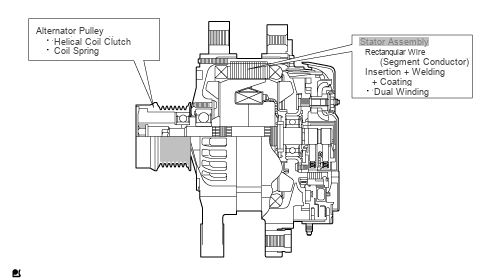 Alternator Pulley
・Helical Coil Clutch
・Coil Spring
Stator Assembly
Rectangular Wire
(Segment Conductor)
Insertion + Welding
+ Coating
・Dual Winding